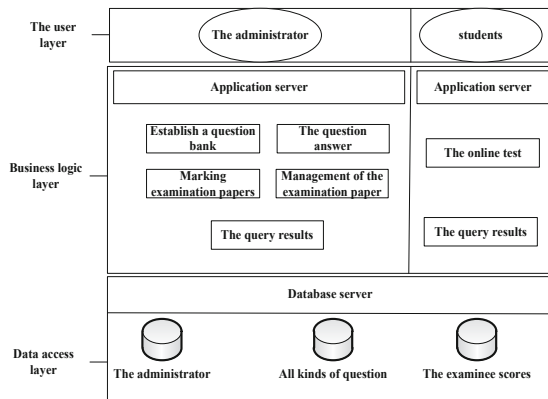 The user
layer
The administrator
students
Application server
Application server
Establish a question
bank
The question
answer
The online test
Business logic
layer
Marking
examination papers
Management of the
examination paper
The query results
The query results
Database server
Data access
layer
The administrator
All kinds of question
The examinee scores